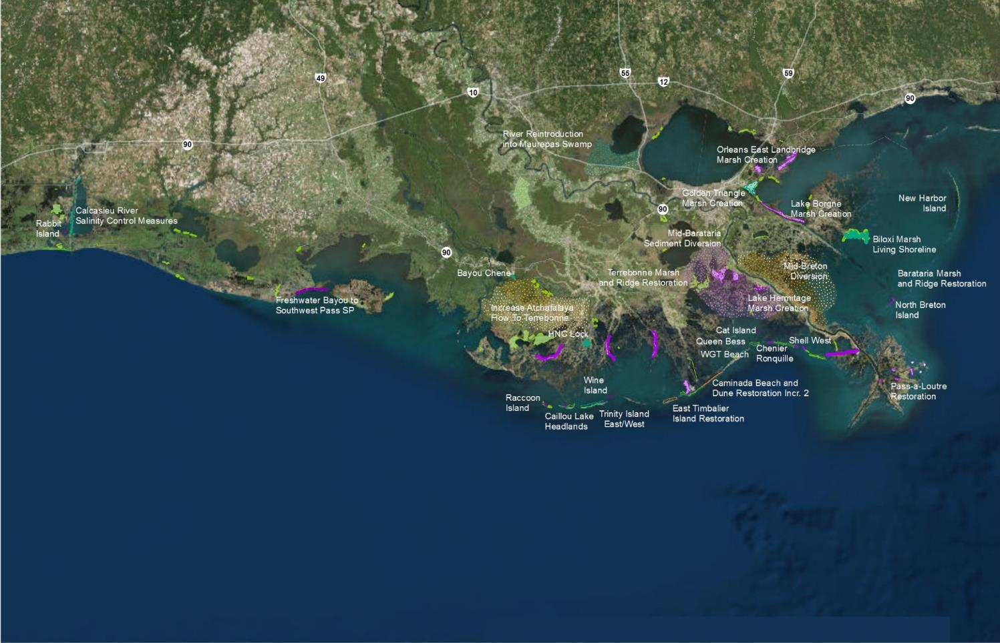 49
55
12
59
10
90
90
River Reintroduction
into Maurepas Swamp
Orleans East Landbridge
Marsh Creation
Golden Triangle
Marsh Creation
New Harbor
Island
Lake Borgne
Marsh Creation
90
Calcasieu River
Salinity Control Measures
Rabbit
Island
Mid-Barataria
Sediment Diversion
Biloxi Marsh
Living Shoreline
90
Bayou Chene
Terrebonne Marsh
and Ridge Restoration
Mid-Breton
Diversion
Barataria Marsh
and Ridge Restoration
Freshwater Bayou to
Southwest Pass SP
Increase Atchafalaya
Flow To Terrebonne
Lake Hermitage
Marsh Creation
North Breton
Island
HNC Lock
Cat Island
Queen Bess
Shell West
WGT Beach
Chenier
Ronquille
Wine
Island
Caminada Beach and
Dune Restoration Incr. 2
Pass-a-Loutre
Restoration
Raccoon
Island
Caillou Lake
Headlands
Trinity Island
East/West
East Timbalier
Island Restoration